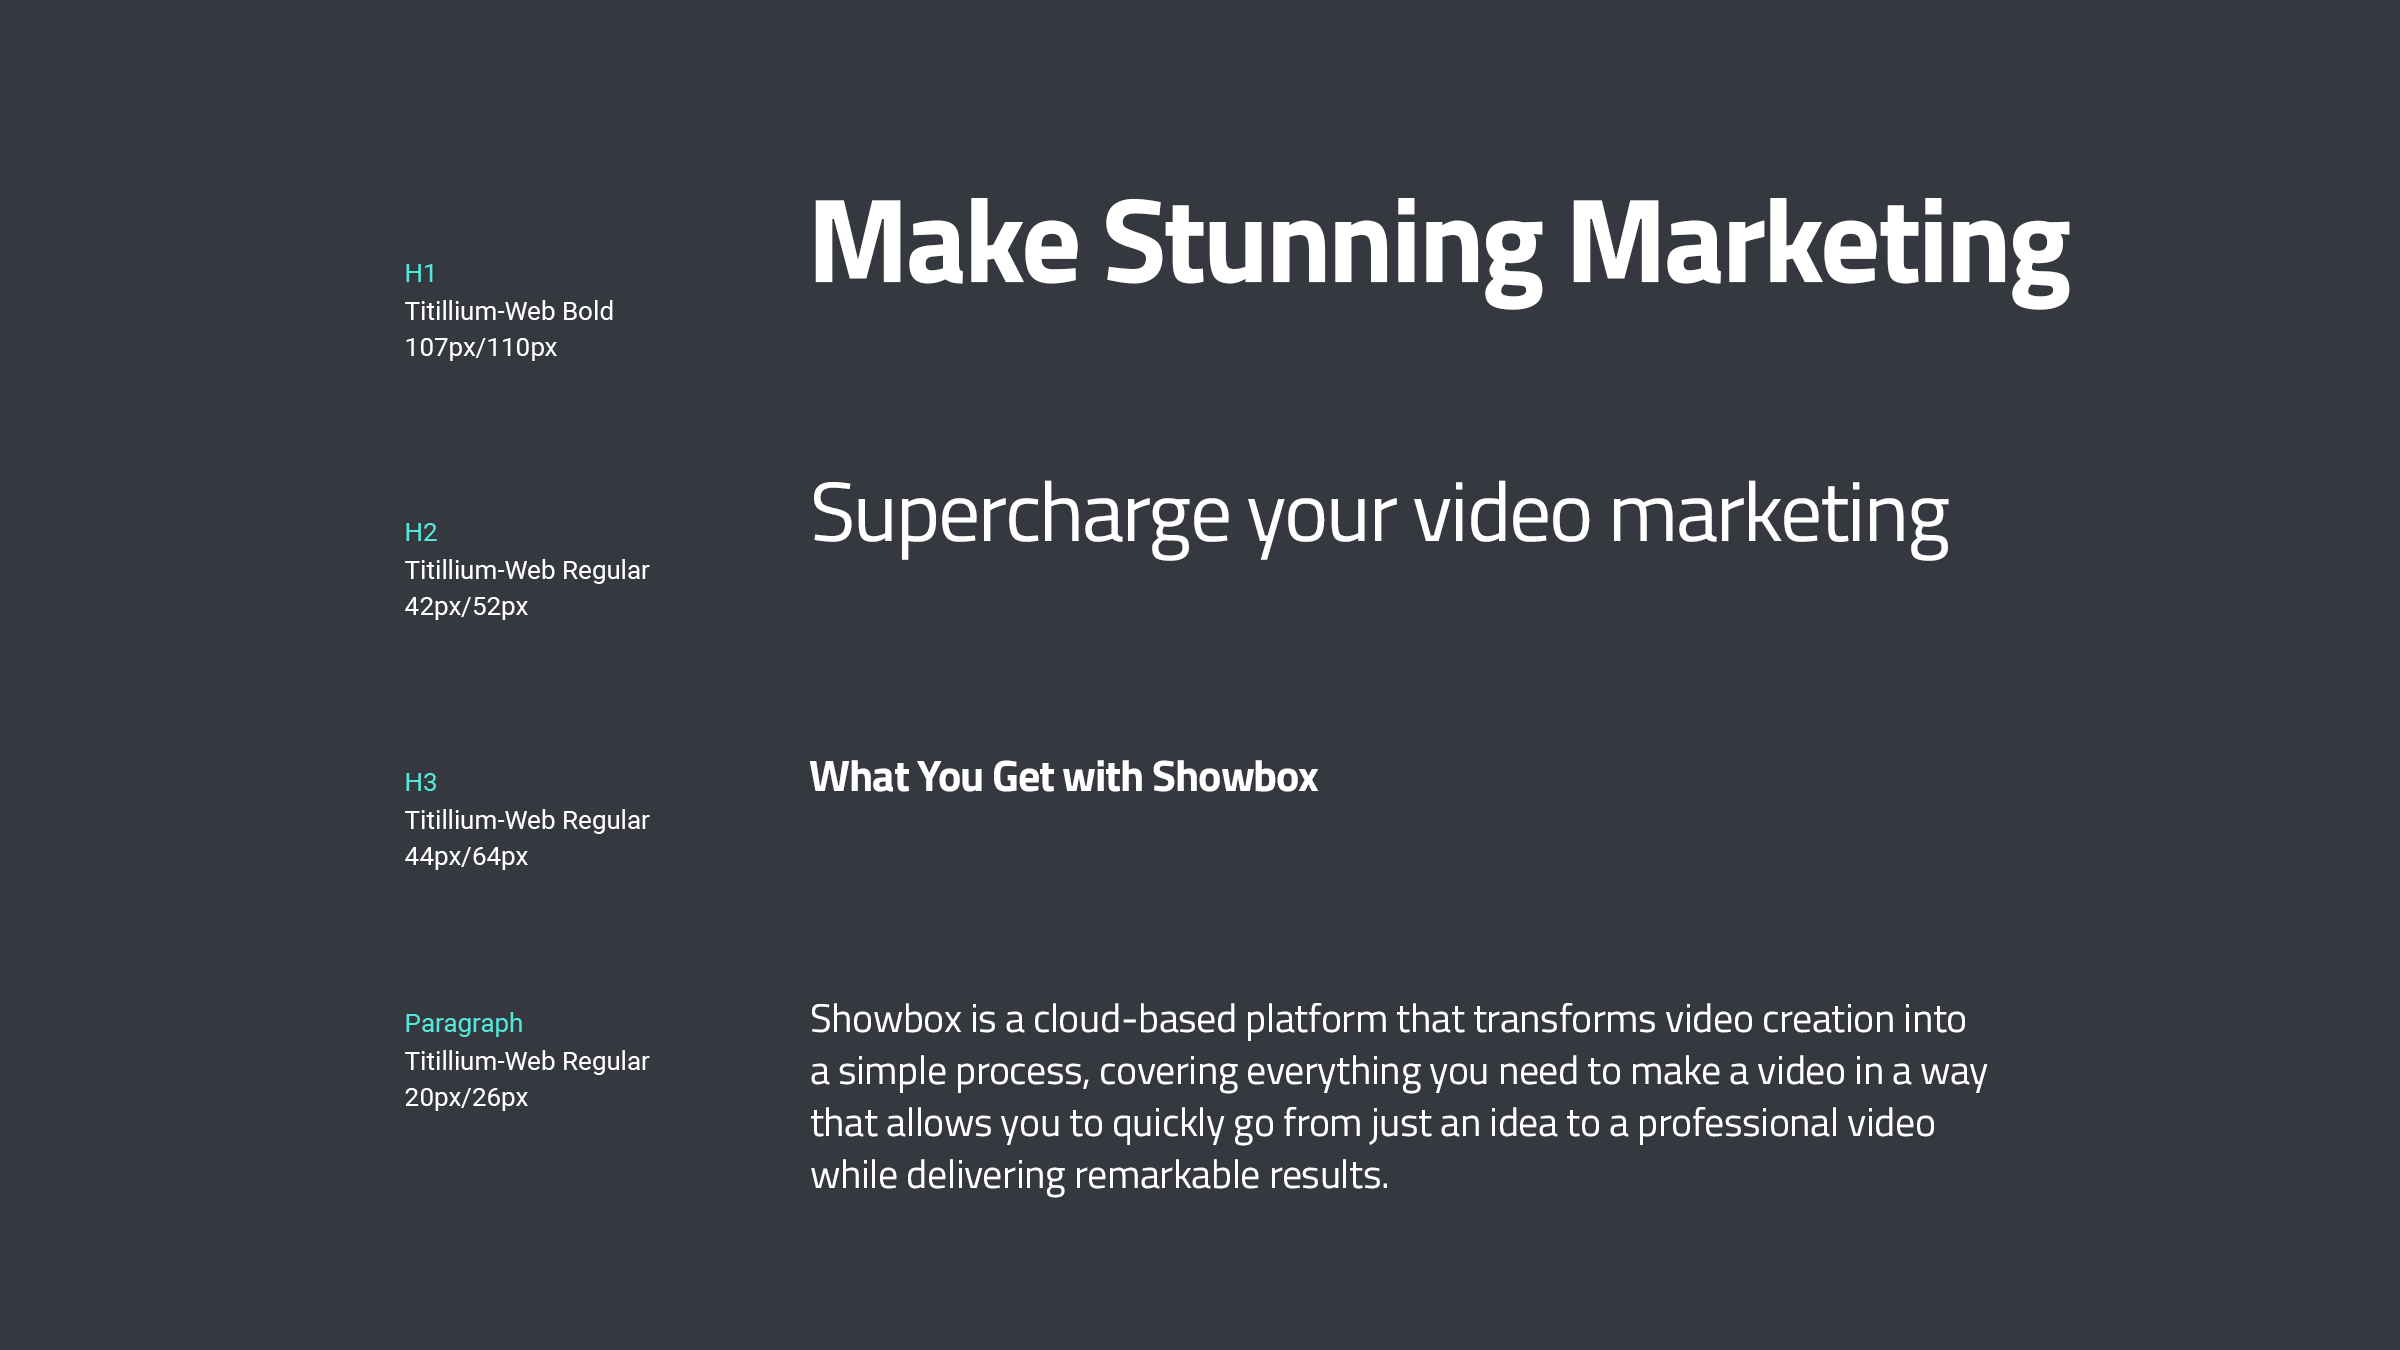 Make Stunning Marketing
H1
Titillium-Web Bold
107px/110px
Supercharge your video marketing
H2
Titillium-Web Regular
42px/52px
What You Get with Showbox
H3
Titillium-Web Regular
44px/64px
Paragraph
Titillium-Web Regular
20px/26px
Showbox is a cloud-based platform that transforms video creation into
a simple process, covering everything you need to make a video in a way
that allows you to quickly go from just an idea to a professional video
while delivering remarkable results.